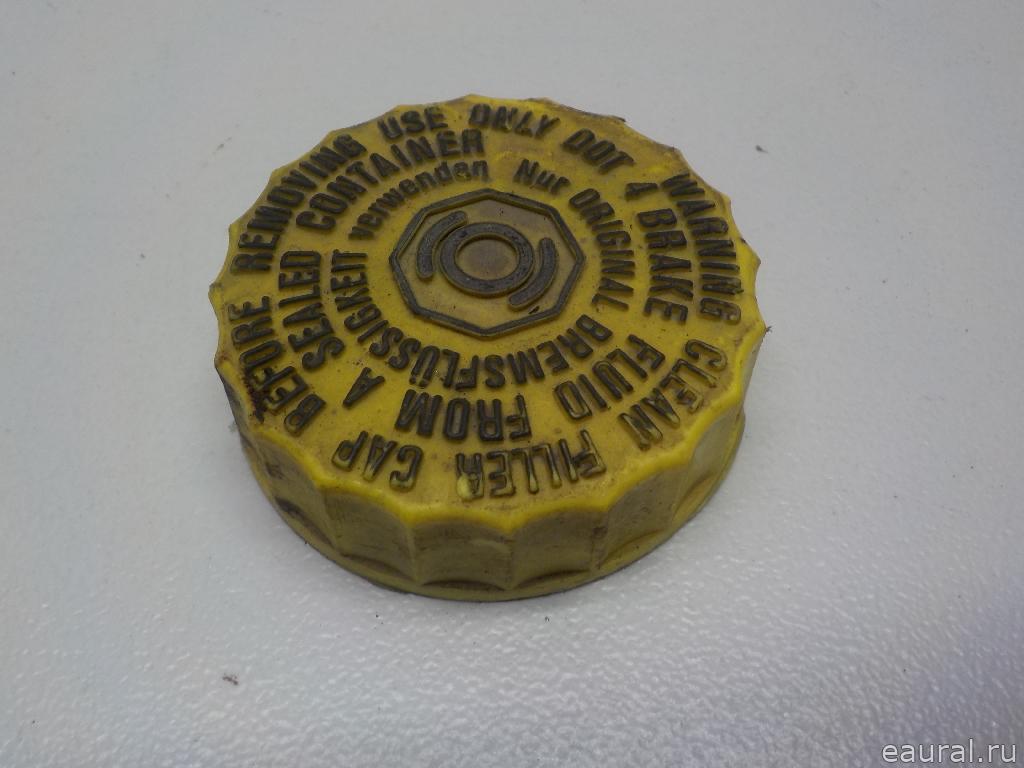 WARNING CLEAN FILLER CAP BEFORE REMOVING
USE ONLY DOT 4 BRAKE FLUID FROM A SEALED CONTAINER
Nur ORIGINAL BREMSFLÜSSIGKEIT verwenden
eaural.ru